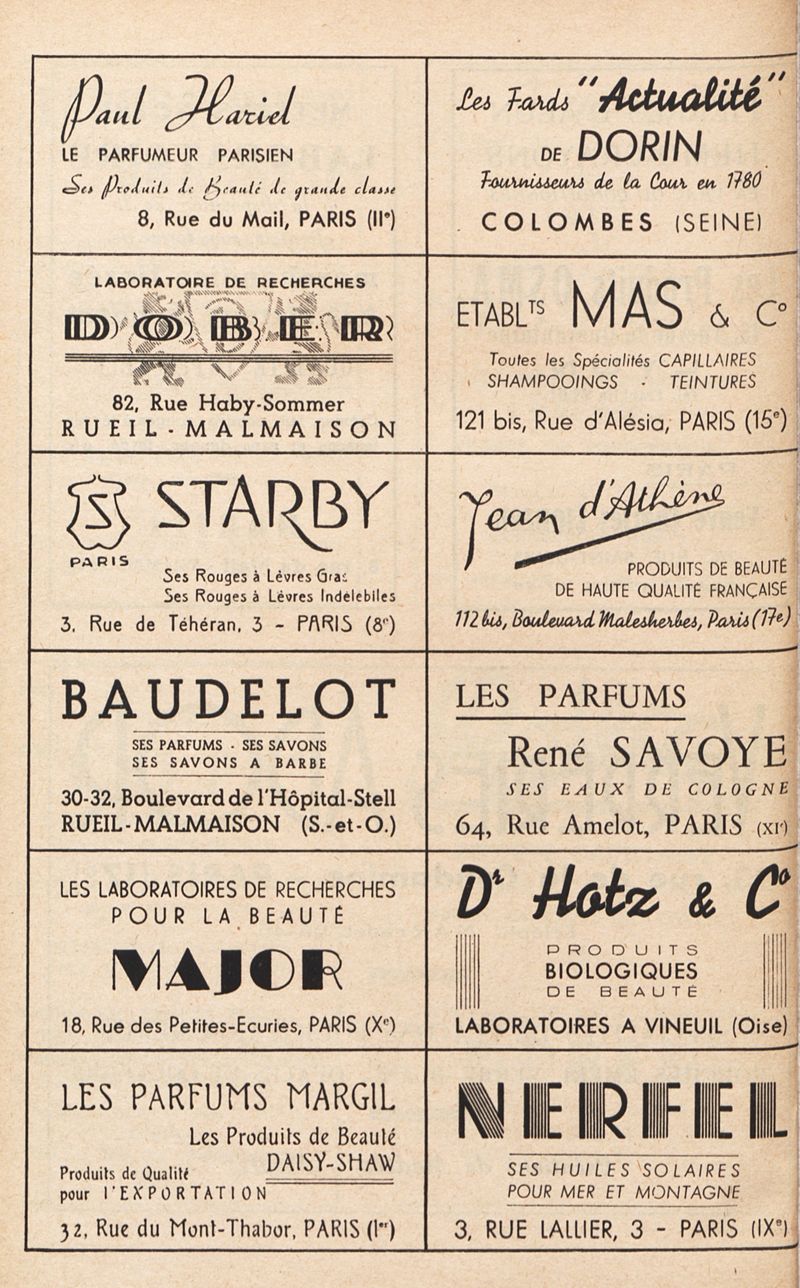 Paul Hariel
LE PARFUMEUR PARISIEN
Ses Produits de Beauté de grande classe
8, Rue du Mail, PARIS (IIe)
Les Fards "Actualité"
DE DORIN
Fournisseurs de la Cour en 1780
COLOMBES (SEINE)
LABORATOIRE DE RECHERCHES
DOBER
82, Rue Haby-Sommer
RUEIL-MALMAISON
ETABLTS MAS & Co
Toutes les Spécialités CAPILLAIRES
SHAMPOOINGS - TEINTURES
121 bis, Rue d'Alésia, PARIS (15e)
S STARBY
PARIS
Ses Rouges à Lèvres Gras
Ses Rouges à Lèvres Indélébiles
3, Rue de Téhéran, 3 - PARIS (8e)
Jean d'Athène
PRODUITS DE BEAUTÉ
DE HAUTE QUALITÉ FRANÇAISE
112 bis, Boulevard Malesherbes, Paris (17e)
BAUDELOT
SES PARFUMS - SES SAVONS
SES SAVONS A BARBE
30-32, Boulevard de l'Hôpital-Stell
RUEIL-MALMAISON (S.-et-O.)
LES PARFUMS
René SAVOYE
SES EAUX DE COLOGNE
64, Rue Amelot, PARIS (XIe)
LES LABORATOIRES DE RECHERCHES
POUR LA BEAUTÉ
MAJOR
18, Rue des Petites-Ecuries, PARIS (Xe)
Dr Hotz & Co
PRODUITS
BIOLOGIQUES
DE BEAUTÉ
LABORATOIRES A VINEUIL (Oise)
LES PARFUMS MARGIL
Les Produits de Beauté
DAISY-SHAW
Produits de Qualité
pour l'EXPORTATION
32, Rue du Mont-Thabor, PARIS (Ier)
NERFEL
SES HUILES SOLAIRES
POUR MER ET MONTAGNE
3, RUE LALLIER, 3 - PARIS (IXe)